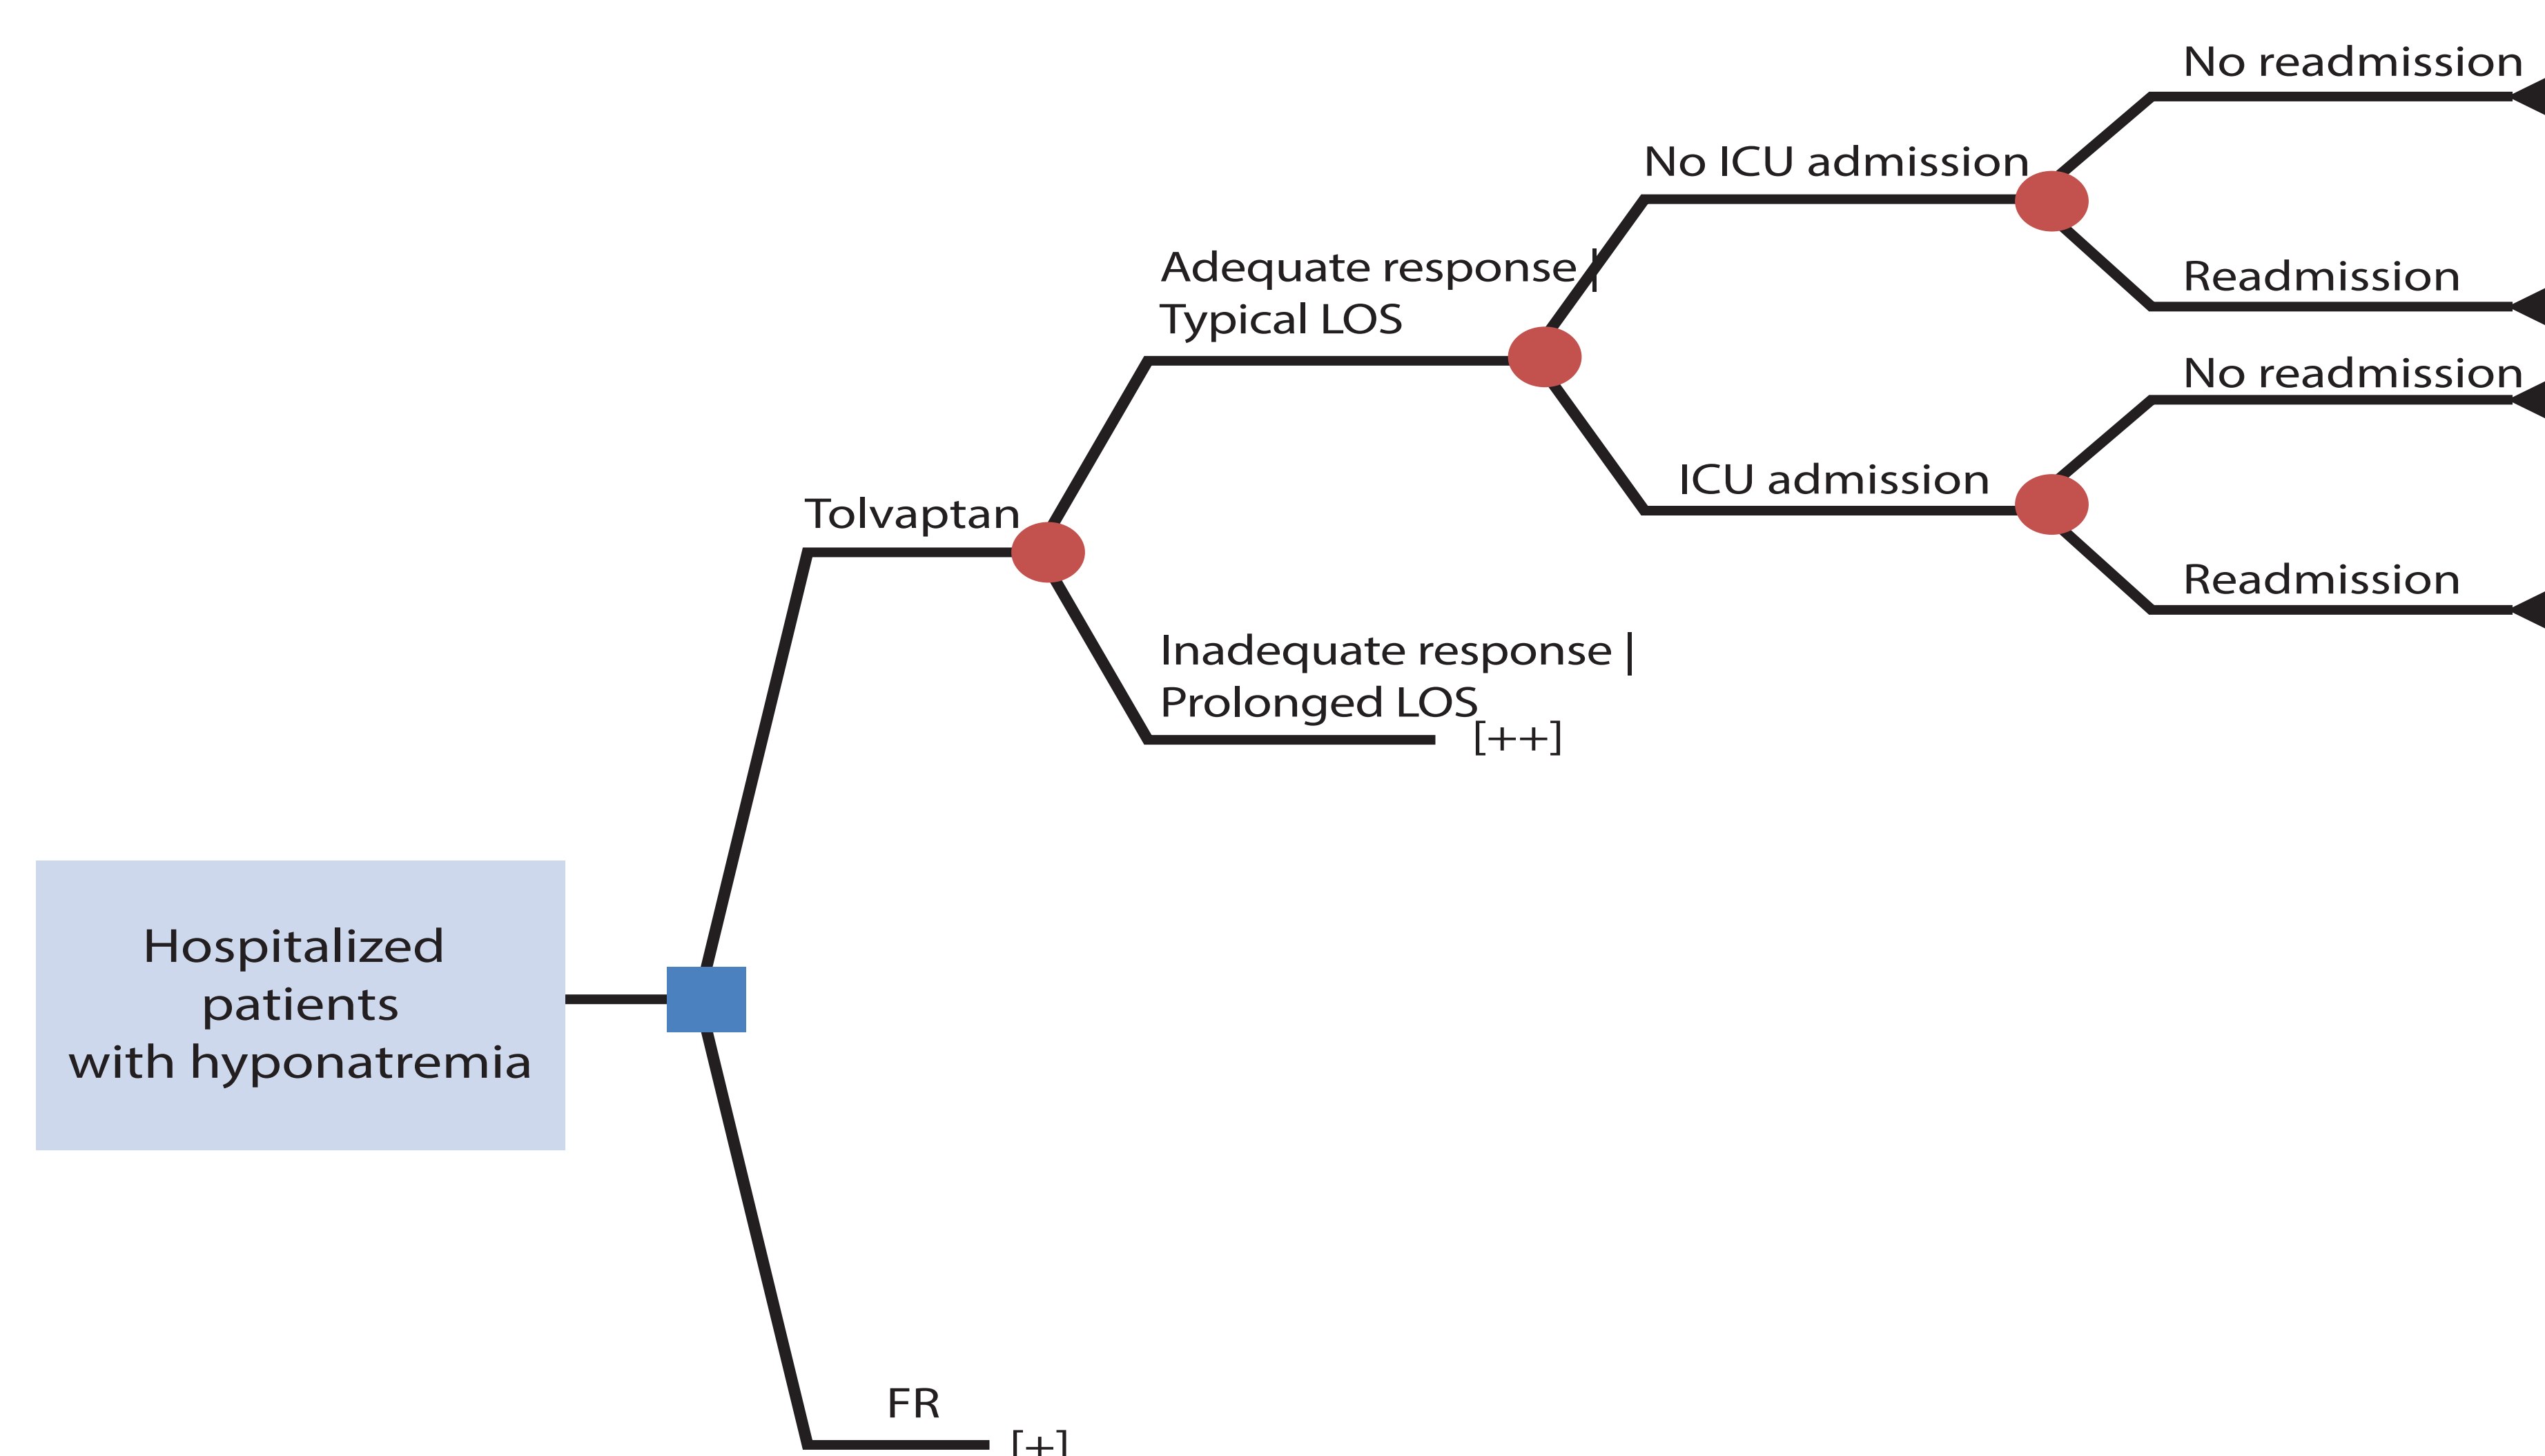 No readmission
No ICU admission
Readmission
Adequate response |
Typical LOS
No readmission
ICU admission
Tolvaptan
Readmission
Inadequate response |
Prolonged LOS
[++]
Hospitalized
patients
with hyponatremia
FR
[+]